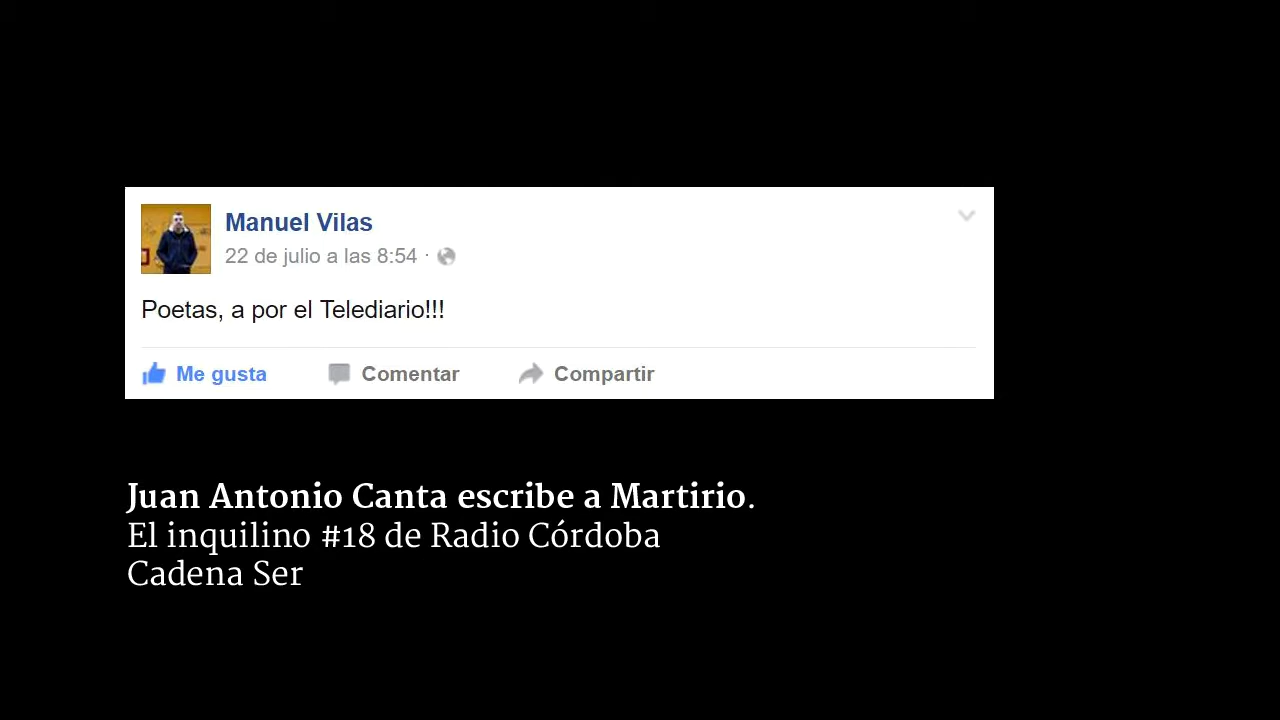 Manuel Vilas
22 de julio a las 8:54 ·
Poetas, a por el Telediario!!!
Me gusta Comentar Compartir
Juan Antonio Canta escribe a Martirio.
El inquilino #18 de Radio Córdoba
Cadena Ser